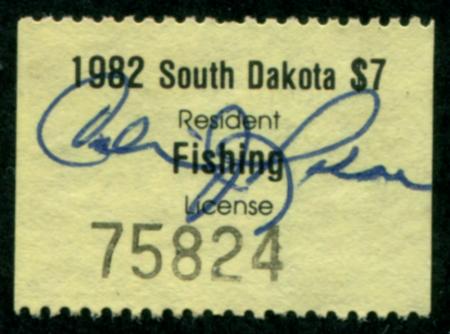 1982 South Dakota $7
Resident
Fishing
License
75824